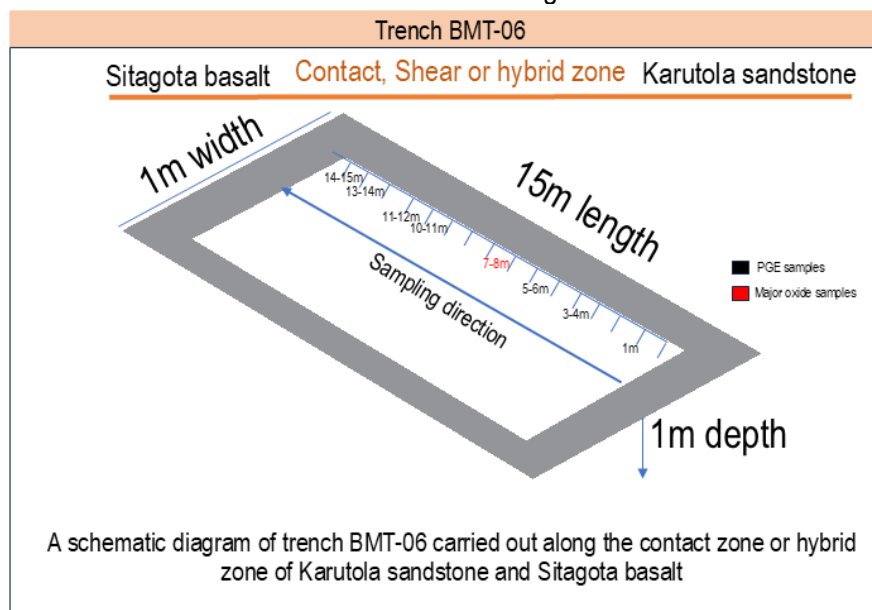 Trench BMT-06
Sitagota basalt Contact, Shear or hybrid zone Karutola sandstone
1m width
15m length
14-15m
13-14m
11-12m
10-11m
7-8m
5-6m
3-4m
1m
Sampling direction
PGE samples
Major oxide samples
1m depth
A schematic diagram of trench BMT-06 carried out along the contact zone or hybrid
zone of Karutola sandstone and Sitagota basalt